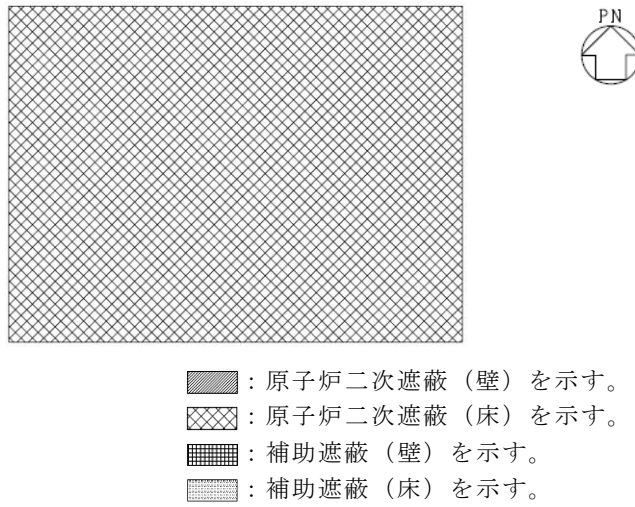 PN
：原子炉二次遮蔽（壁）を示す。
：原子炉二次遮蔽（床）を示す。
：補助遮蔽（壁）を示す。
：補助遮蔽（床）を示す。